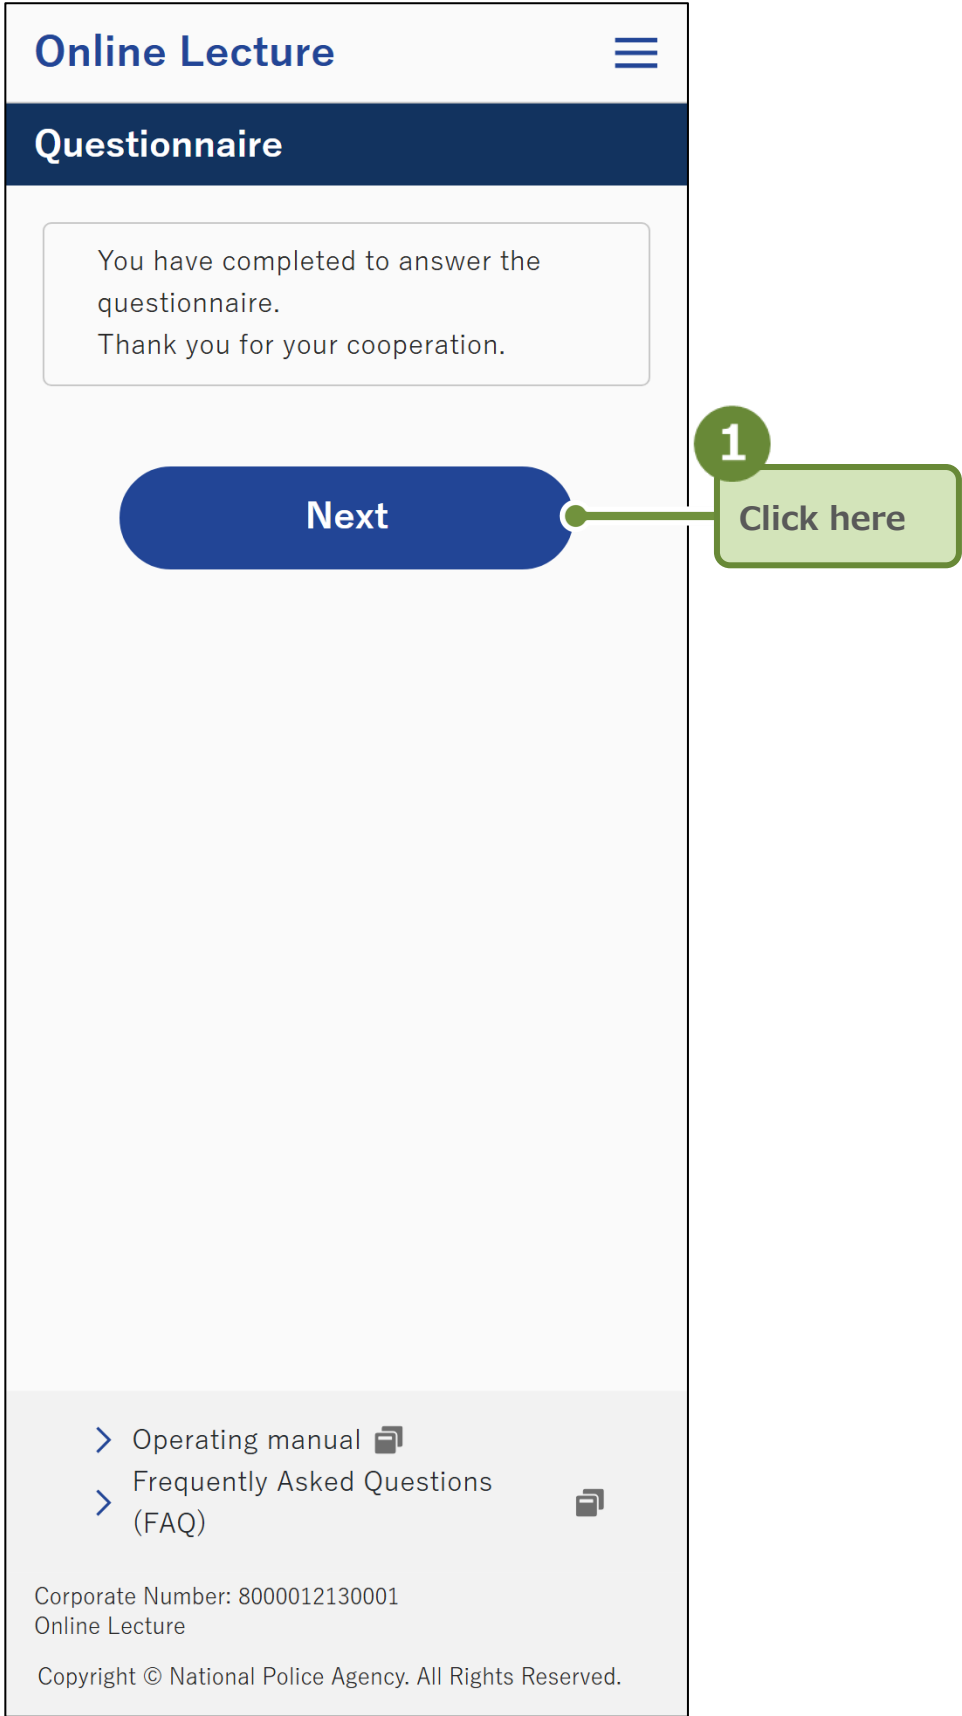 Online Lecture
Questionnaire
You have completed to answer the
questionnaire.
Thank you for your cooperation.
1
Next
Click here
Operating manual
Frequently Asked Questions
(FAQ)
Corporate Number: 8000012130001
Online Lecture
Copyright © National Police Agency. All Rights Reserved.